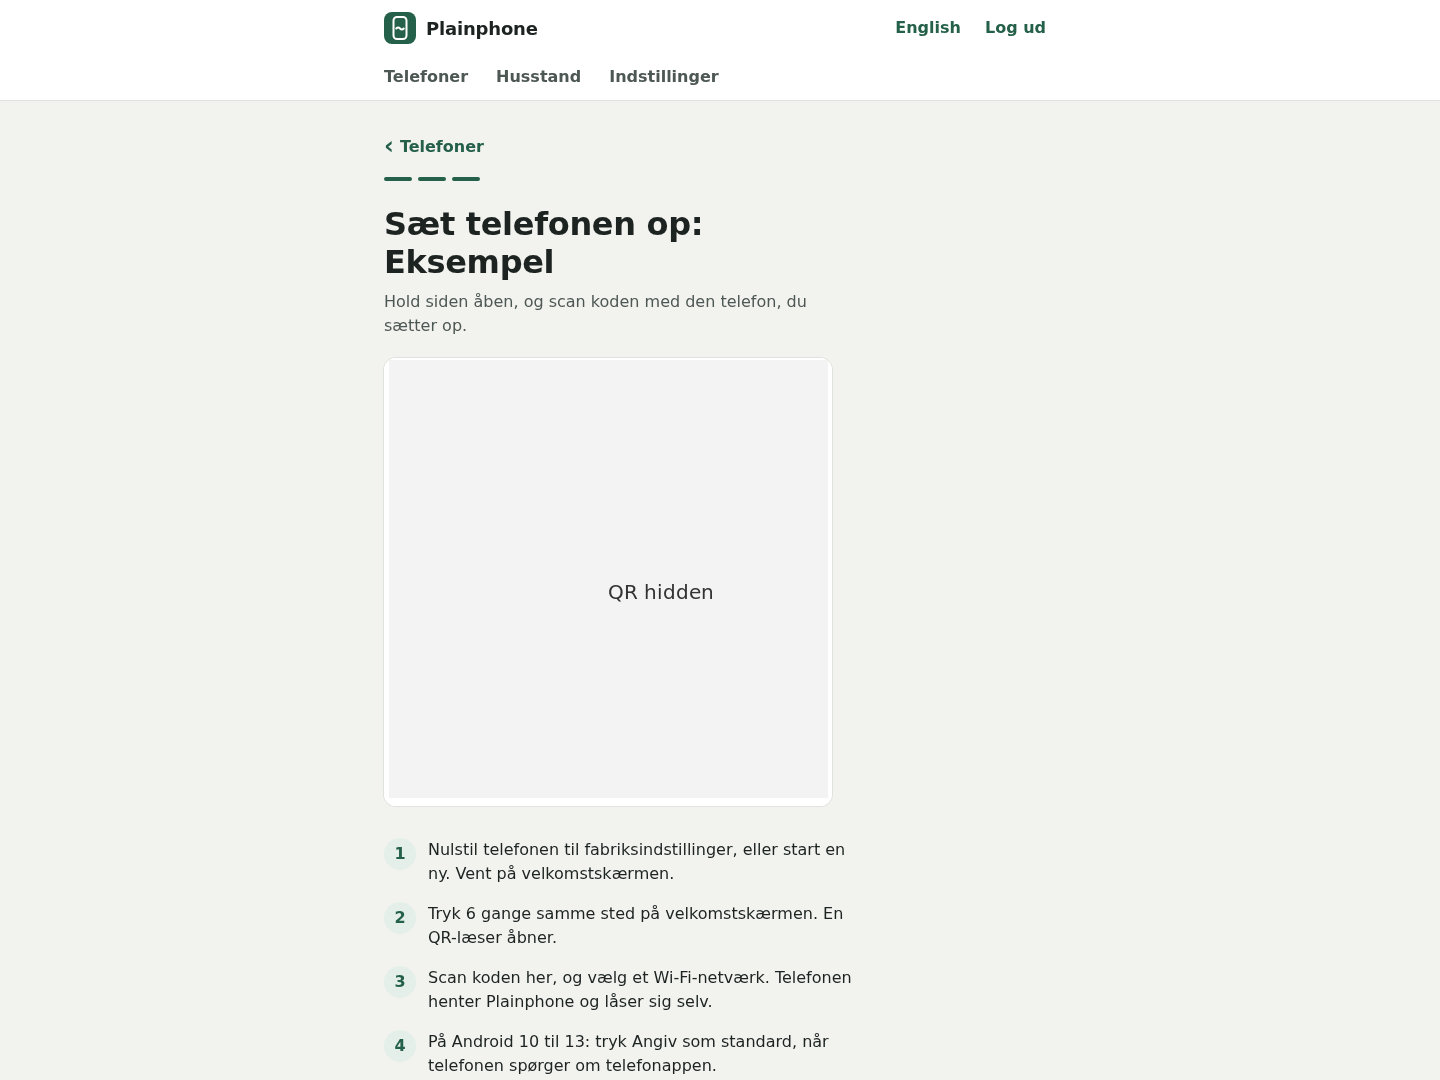 Plainphone
English
Log ud
Telefoner
Husstand
Indstillinger
‹ Telefoner
Sæt telefonen op:
Eksempel
Hold siden åben, og scan koden med den telefon, du
sætter op.
QR hidden
1
Nulstil telefonen til fabriksindstillinger, eller start en
ny. Vent på velkomstskærmen.
2
Tryk 6 gange samme sted på velkomstskærmen. En
QR-læser åbner.
3
Scan koden her, og vælg et Wi-Fi-netværk. Telefonen
henter Plainphone og låser sig selv.
4
På Android 10 til 13: tryk Angiv som standard, når
telefonen spørger om telefonappen.